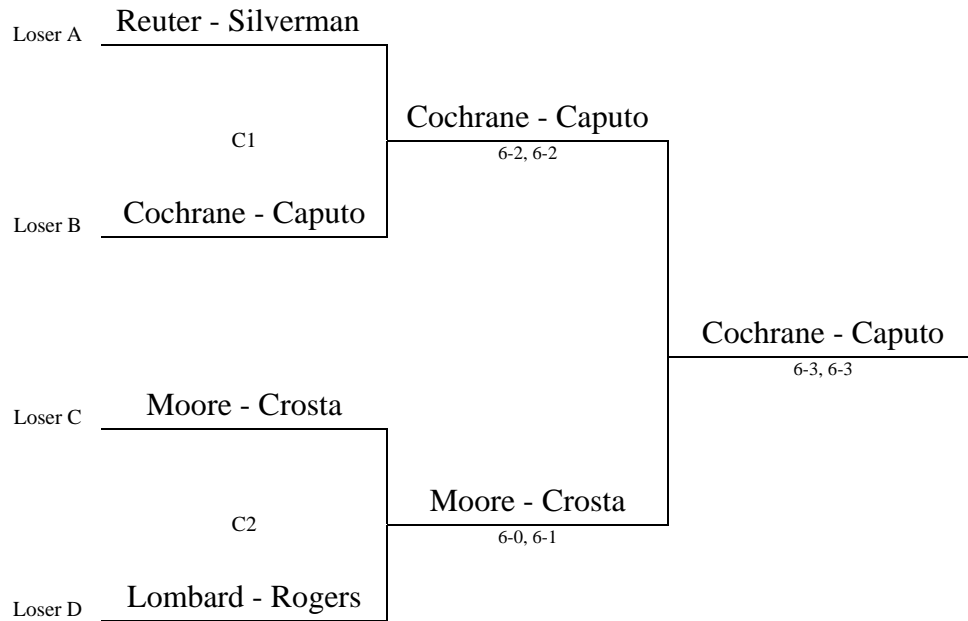 Reuter - Silverman
Loser A
Cochrane - Caputo
C1
6-2, 6-2
Cochrane - Caputo
Loser B
Cochrane - Caputo
6-3, 6-3
Moore - Crosta
Loser C
Moore - Crosta
C2
6-0, 6-1
Lombard - Rogers
Loser D